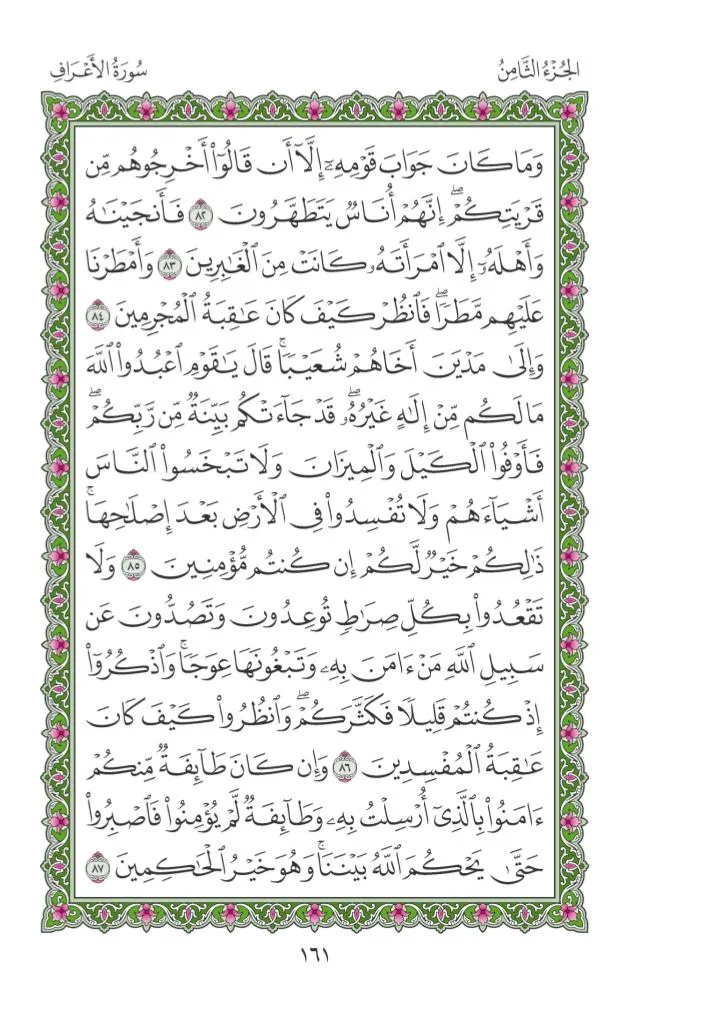 الجُزْءُ الثَّامِنُ
سُورَةُ الأَعْرَافِ
وَمَا كَانَ جَوَابَ قَوْمِهِۦٓ إِلَّآ أَن قَالُوٓا۟ أَخْرِجُوهُم مِّن
قَرْيَتِكُمْ ۖ إِنَّهُمْ أُنَاسٌ يَتَطَهَّرُونَ ٨٢ فَأَنجَيْنَٰهُ
وَأَهْلَهُۥٓ إِلَّا ٱمْرَأَتَهُۥ كَانَتْ مِنَ ٱلْغَٰبِرِينَ ٨٣ وَأَمْطَرْنَا
عَلَيْهِم مَّطَرًا ۖ فَٱنظُرْ كَيْفَ كَانَ عَٰقِبَةُ ٱلْمُجْرِمِينَ ٨٤
وَإِلَىٰ مَدْيَنَ أَخَاهُمْ شُعَيْبًا ۗ قَالَ يَٰقَوْمِ ٱعْبُدُوا۟ ٱللَّهَ
مَا لَكُم مِّنْ إِلَٰهٍ غَيْرُهُۥ ۖ قَدْ جَآءَتْكُم بَيِّنَةٌ مِّن رَّبِّكُمْ ۖ
فَأَوْفُوا۟ ٱلْكَيْلَ وَٱلْمِيزَانَ وَلَا تَبْخَسُوا۟ ٱلنَّاسَ
أَشْيَآءَهُمْ وَلَا تُفْسِدُوا۟ فِى ٱلْأَرْضِ بَعْدَ إِصْلَٰحِهَا ۚ
ذَٰلِكُمْ خَيْرٌ لَّكُمْ إِن كُنتُم مُّؤْمِنِينَ ٨٥ وَلَا
تَقْعُدُوا۟ بِكُلِّ صِرَٰطٍ تُوعِدُونَ وَتَصُدُّونَ عَن
سَبِيلِ ٱللَّهِ مَنْ ءَامَنَ بِهِۦ وَتَبْغُونَهَا عِوَجًا ۚ وَٱذْكُرُوٓا۟
إِذْ كُنتُمْ قَلِيلًا فَكَثَّرَكُمْ ۖ وَٱنظُرُوا۟ كَيْفَ كَانَ
عَٰقِبَةُ ٱلْمُفْسِدِينَ ٨٦ وَإِن كَانَ طَآئِفَةٌ مِّنكُمْ
ءَامَنُوا۟ بِٱلَّذِىٓ أُرْسِلْتُ بِهِۦ وَطَآئِفَةٌ لَّمْ يُؤْمِنُوا۟ فَٱصْبِرُوا۟
حَتَّىٰ يَحْكُمَ ٱللَّهُ بَيْنَنَا ۚ وَهُوَ خَيْرُ ٱلْحَٰكِمِينَ ٨٧
١٦١